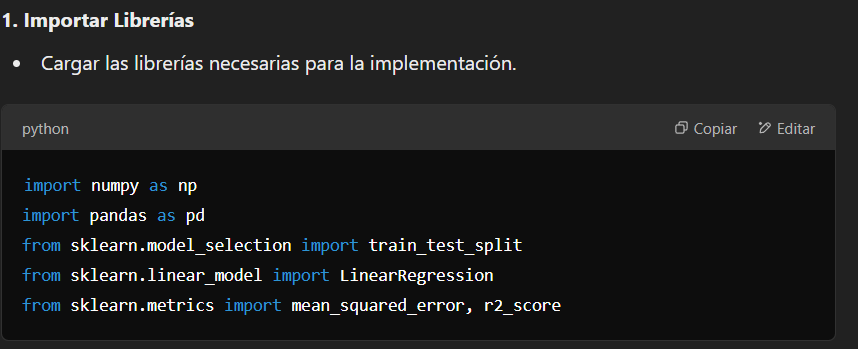 1. Importar Librerías
• Cargar las librerías necesarias para la implementación.
python Copiar Editar
import numpy as np
import pandas as pd
from sklearn.model_selection import train_test_split
from sklearn.linear_model import LinearRegression
from sklearn.metrics import mean_squared_error, r2_score